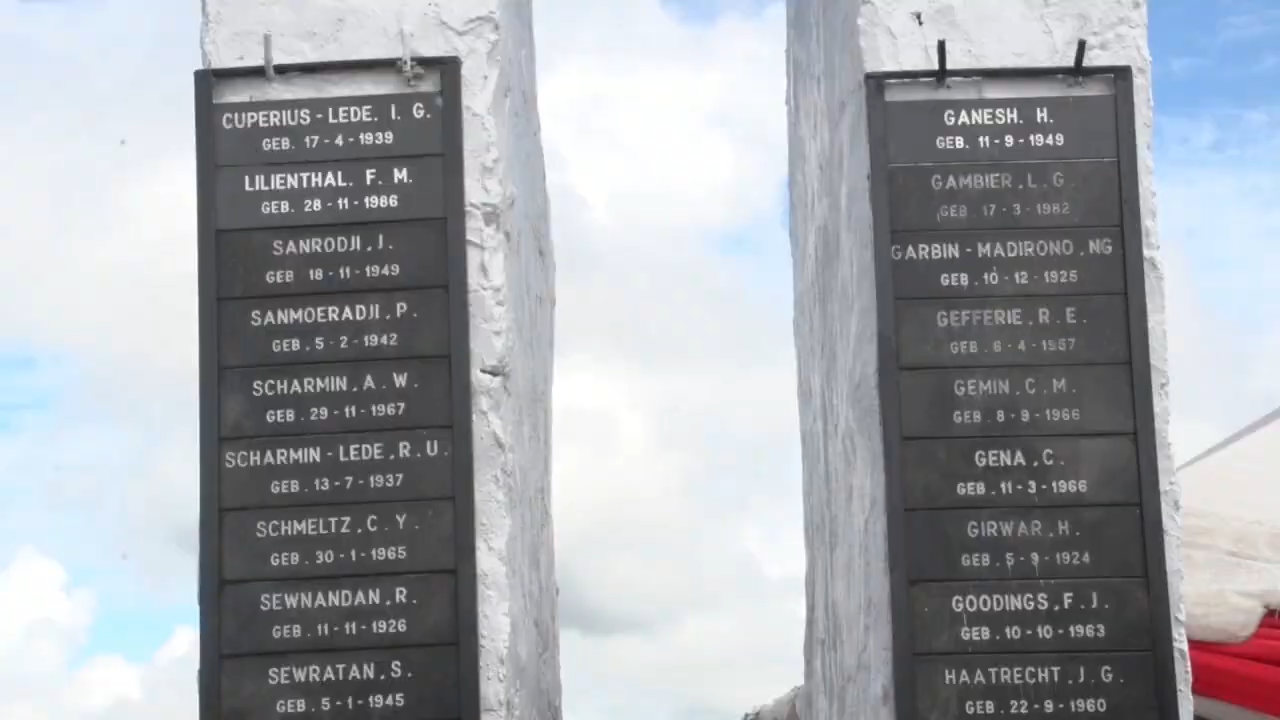 CUPERIUS - LEDE. I. G.
GEB. 17 - 4 - 1939
LILIENTHAL. F. M.
GEB. 28 - 11 - 1986
SANRODJI , I.
GEB 18 - 11 - 1949
SANMOERADJI , P.
GEB . 5 - 2 - 1942
SCHARMIN , A . W.
GEB . 29 - 11 - 1967
SCHARMIN - LEDE , R . U .
GEB . 13 - 7 - 1937
SCHMELTZ , C . Y .
GEB . 30 - 1 - 1965
SEWNANDAN , R .
GEB . 11 - 11 - 1926
SEWRATAN , S .
GEB . 5 - 1 - 1945
GANESH. H.
GEB. 11 - 9 - 1949
GAMBIER , L . G
GEB 17 - 3 - 1982
GARBIN - MADIRONO , NG
GEB . 10 - 12 - 1925
GEFFERIE , R . E .
GEB . 6 - 4 - 1957
GEMIN , C . M .
GEB . 8 - 9 - 1966
GENA , C .
GEB . 11 - 3 - 1966
GIRWAR , H .
GEB . 5 - 9 - 1924
GOODINGS , F . J .
GEB . 10 - 10 - 1963
HAATRECHT , J . G .
GEB . 22 - 9 - 1960